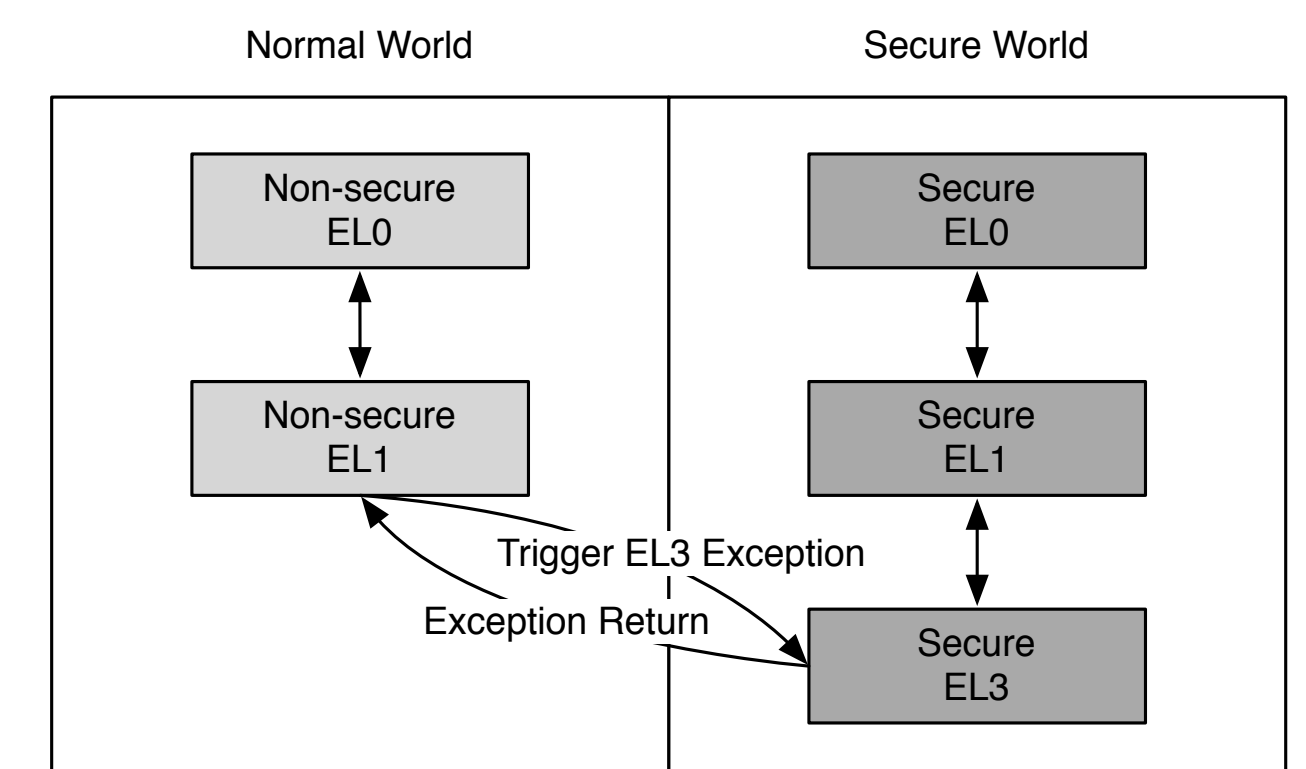 Normal World
Secure World
Non-secure
EL0
Secure
EL0
Non-secure
EL1
Secure
EL1
Trigger EL3 Exception
Exception Return
Secure
EL3